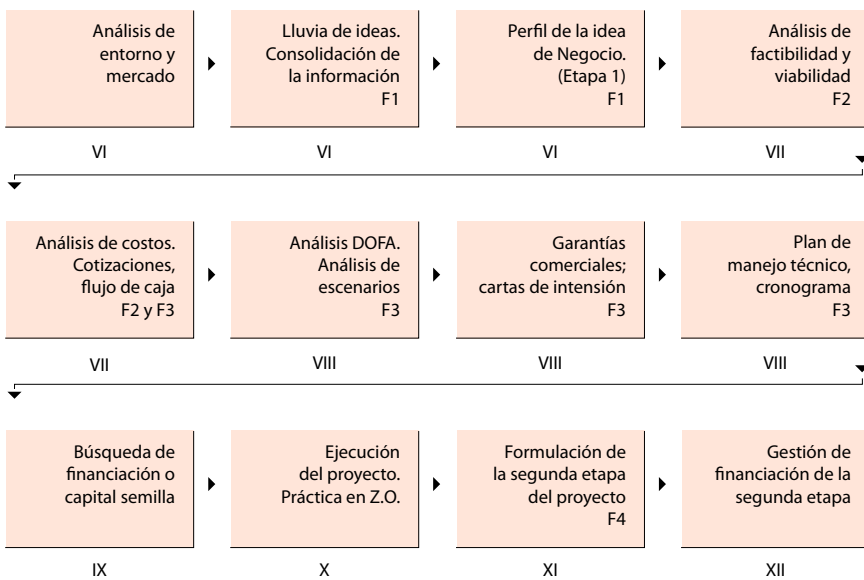 Análisis de
entorno y
mercado
VI
Lluvia de ideas.
Consolidación de
la información
F1
VI
Perfil de la idea
de Negocio.
(Etapa 1)
F1
VI
Análisis de
factibilidad y
viabilidad
F2
VII
Análisis de costos.
Cotizaciones,
flujo de caja
F2 y F3
VII
Análisis DOFA.
Análisis de
escenarios
F3
VIII
Garantías
comerciales;
cartas de intensión
F3
VIII
Plan de
manejo técnico,
cronograma
F3
VIII
Búsqueda de
financiación o
capital semilla
IX
Ejecución
del proyecto.
Práctica en Z.O.
X
Formulación de
la segunda etapa
del proyecto
F4
XI
Gestión de
financiación de la
segunda etapa
XII